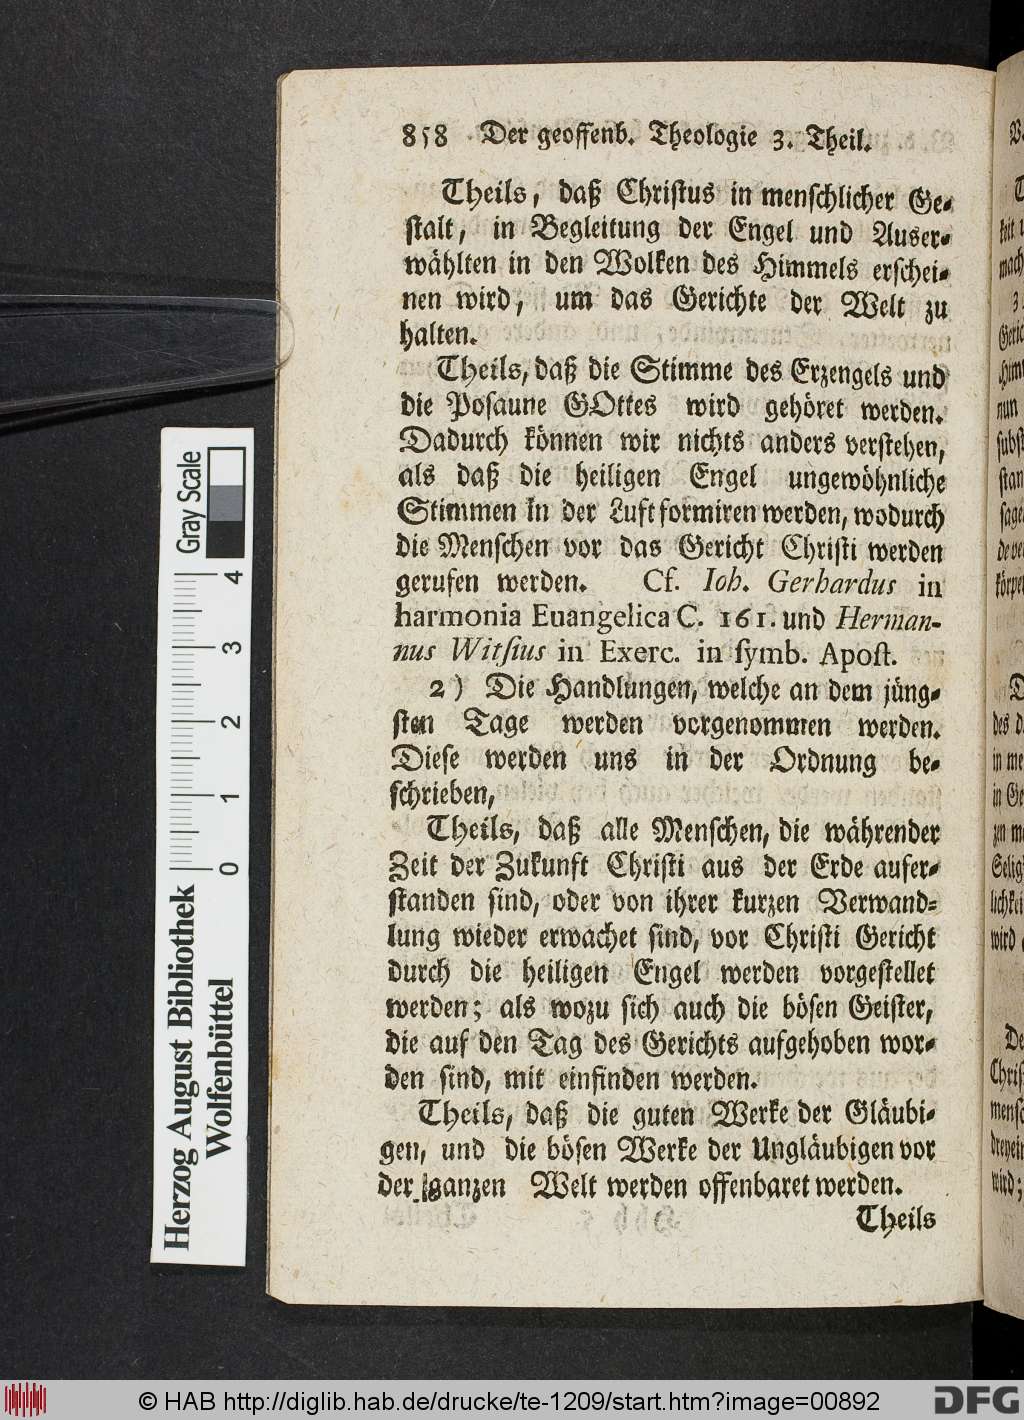 858 Der geoffenb. Theologie 3. Theil.
Theils, daß Christus in menschlicher Ge-
stalt, in Begleitung der Engel und Auser-
wählten in den Wolken des Himmels erschei-
nen wird, um das Gerichte der Welt zu
halten.
Theils, daß die Stimme des Erzengels und
die Posaune GOttes wird gehöret werden.
Dadurch können wir nichts anders verstehen,
als daß die heiligen Engel ungewöhnliche
Stimmen in der Luft formiren werden, wodurch
die Menschen vor das Gericht Christi werden
gerufen werden. Cf. Ioh. Gerhardus in
harmonia Euangelica C. 161. und Herman-
nus Witſius in Exerc. in ſymb. Apoſt.
2) Die Handlungen, welche an dem jüng-
sten Tage werden vorgenommen werden.
Diese werden uns in der Ordnung be-
schrieben,
Theils, daß alle Menschen, die währender
Zeit der Zukunft Christi aus der Erde aufer-
standen sind, oder von ihrer kurzen Verwand-
lung wieder erwachet sind, vor Christi Gericht
durch die heiligen Engel werden vorgestellet
werden; als wozu sich auch die bösen Geister,
die auf den Tag des Gerichts aufgehoben wor-
den sind, mit einfinden werden.
Theils, daß die guten Werke der Gläubi-
gen, und die bösen Werke der Ungläubigen vor
der ganzen Welt werden offenbaret werden.
Theils
Herzog August Bibliothek
Wolfenbüttel
0 1 2 3 4
Gray Scale
© HAB http://diglib.hab.de/drucke/te-1209/start.htm?image=00892
DFG